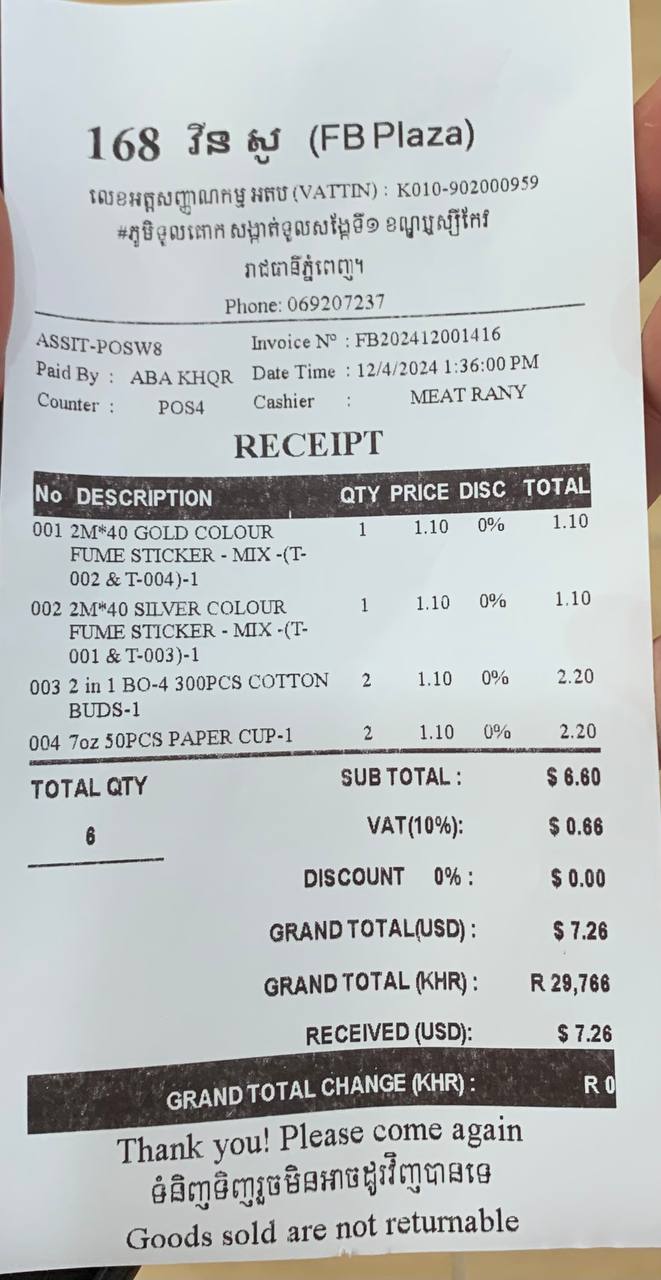 168 វីន សូ (FB Plaza)
លេខអត្តសញ្ញាណកម្ម អតប (VATTIN) : K010-902000959
#ភូមិទួលគោក សង្កាត់ទួលសង្កែទី១ ខណ្ឌឫស្សីកែវ
រាជធានីភ្នំពេញ។
Phone: 069207237
ASSIT-POSW8 Invoice Nº : FB202412001416
Paid By : ABA KHQR Date Time : 12/4/2024 1:36:00 PM
Counter : POS4 Cashier : MEAT RANY
RECEIPT
No DESCRIPTION QTY PRICE DISC TOTAL
001 2M*40 GOLD COLOUR 1 1.10 0% 1.10
FUME STICKER - MIX -(T-
002 & T-004)-1
002 2M*40 SILVER COLOUR 1 1.10 0% 1.10
FUME STICKER - MIX -(T-
001 & T-003)-1
003 2 in 1 BO-4 300PCS COTTON 2 1.10 0% 2.20
BUDS-1
004 7oz 50PCS PAPER CUP-1 2 1.10 0% 2.20
TOTAL QTY SUB TOTAL : $ 6.60
6 VAT(10%): $ 0.66
DISCOUNT 0% : $ 0.00
GRAND TOTAL(USD) : $ 7.26
GRAND TOTAL (KHR) : R 29,766
RECEIVED (USD): $ 7.26
GRAND TOTAL CHANGE (KHR) : R 0
Thank you! Please come again
ទំនិញទិញរួចមិនអាចដូរវិញបានទេ
Goods sold are not returnable